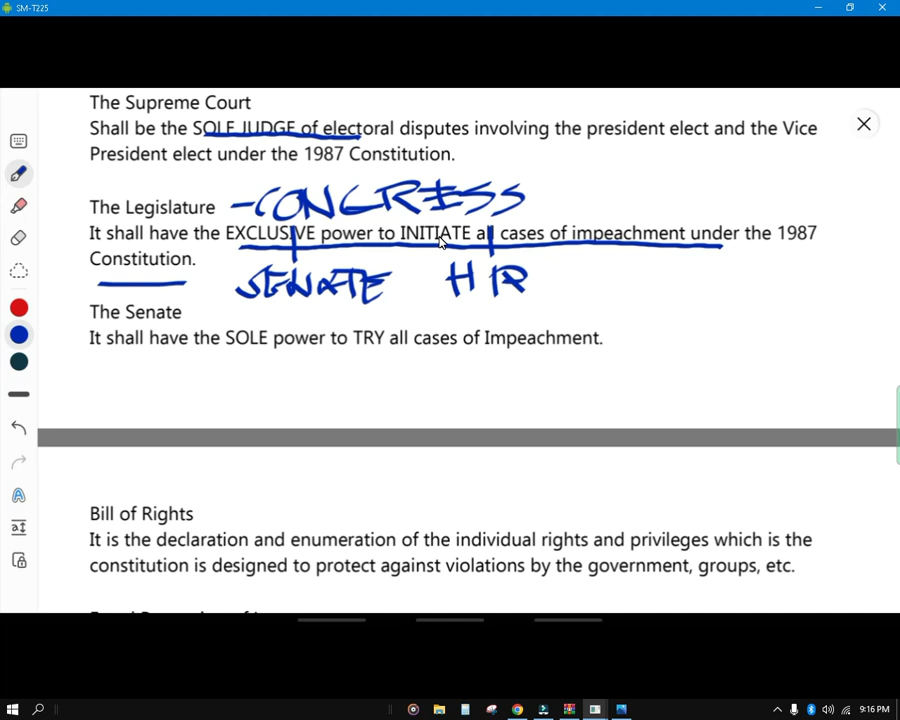 SM-T225
The Supreme Court
Shall be the SOLE JUDGE of electoral disputes involving the president elect and the Vice
President elect under the 1987 Constitution.
The Legislature -CONGRESS
It shall have the EXCLUSIVE power to INITIATE all cases of impeachment under the 1987
Constitution.
SENATE HR
The Senate
It shall have the SOLE power to TRY all cases of Impeachment.
Bill of Rights
It is the declaration and enumeration of the individual rights and privileges which is the
constitution is designed to protect against violations by the government, groups, etc.
9:16 PM